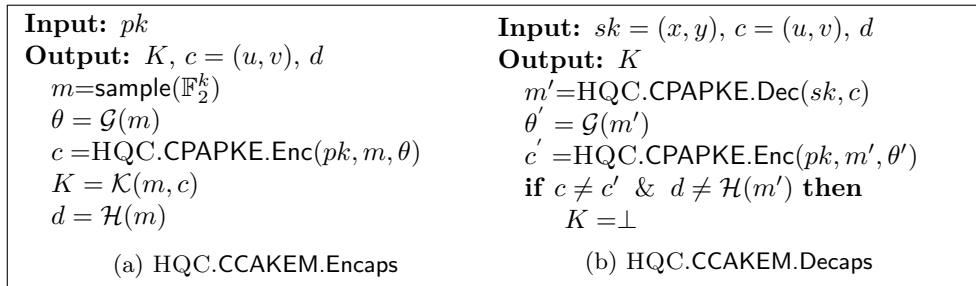 Input: pk
Output: K, c = (u, v), d
m=sample(𝔽₂ᵏ)
θ = 𝒢(m)
c =HQC.CPAPKE.Enc(pk, m, θ)
K = 𝒦(m, c)
d = ℋ(m)
(a) HQC.CCAKEM.Encaps
Input: sk = (x, y), c = (u, v), d
Output: K
m′=HQC.CPAPKE.Dec(sk, c)
θ′ = 𝒢(m′)
c′ =HQC.CPAPKE.Enc(pk, m′, θ′)
if c ≠ c′ & d ≠ ℋ(m′) then
K =⊥
(b) HQC.CCAKEM.Decaps